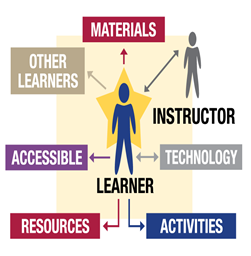 MATERIALS
OTHER
LEARNERS
INSTRUCTOR
ACCESSIBLE
TECHNOLOGY
LEARNER
RESOURCES
ACTIVITIES